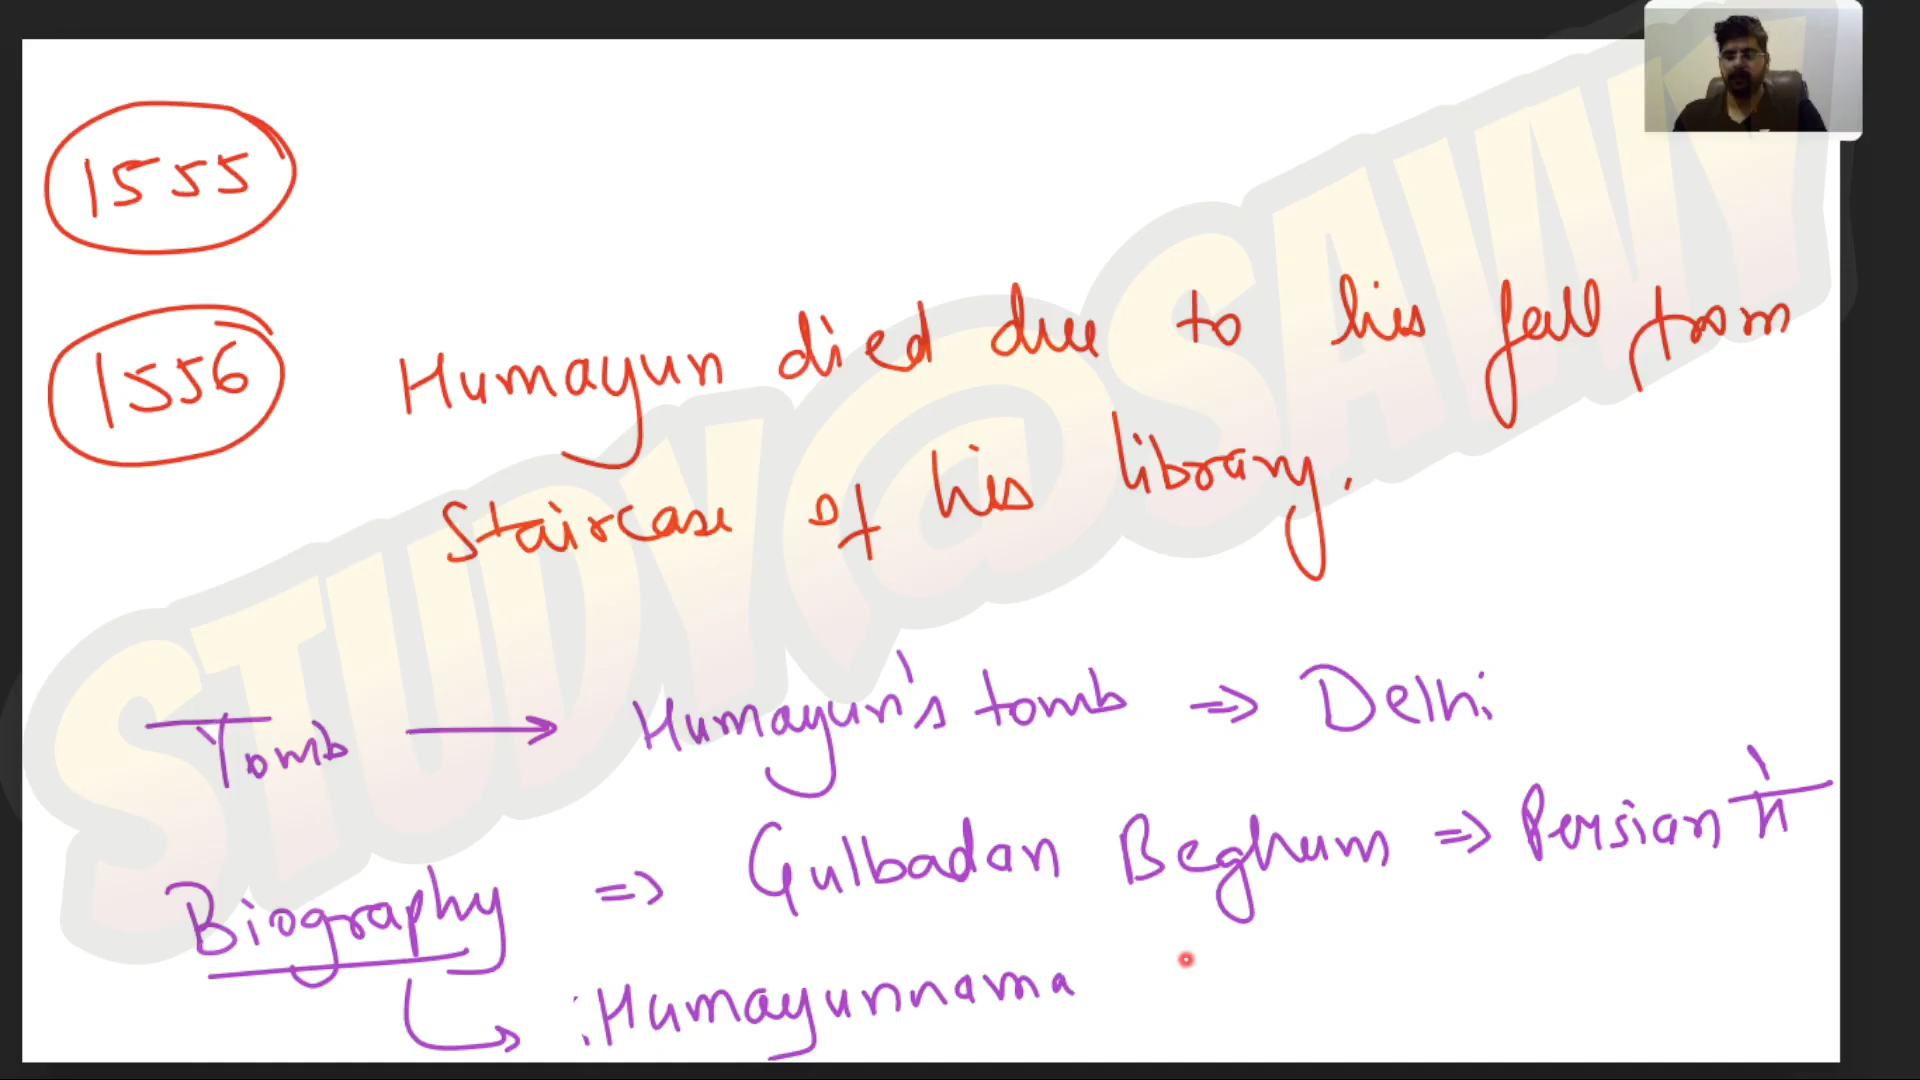 STUDY@SAVVY
1555
1556 Humayun died due to his fall from
staircase of his library.
Tomb → Humayun's tomb ⇒ Delhi
Biography ⇒ Gulbadan Beghum ⇒ Persian
Humayunnama